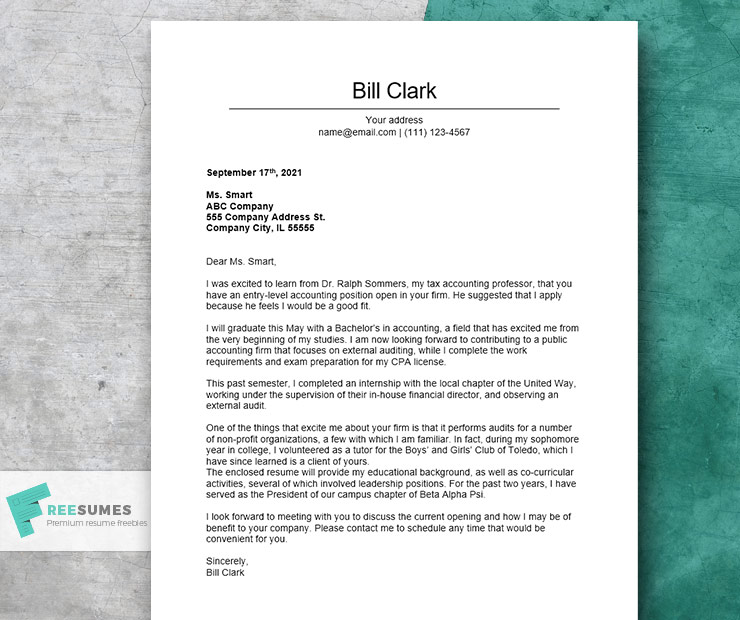 Bill Clark
Your address
name@email.com | (111) 123-4567
September 17th, 2021
Ms. Smart
ABC Company
555 Company Address St.
Company City, IL 55555
Dear Ms. Smart,
I was excited to learn from Dr. Ralph Sommers, my tax accounting professor, that you
have an entry-level accounting position open in your firm. He suggested that I apply
because he feels I would be a good fit.
I will graduate this May with a Bachelor's in accounting, a field that has excited me from
the very beginning of my studies. I am now looking forward to contributing to a public
accounting firm that focuses on external auditing, while I complete the work
requirements and exam preparation for my CPA license.
This past semester, I completed an internship with the local chapter of the United Way,
working under the supervision of their in-house financial director, and observing an
external audit.
One of the things that excite me about your firm is that it performs audits for a number
of non-profit organizations, a few with which I am familiar. In fact, during my sophomore
year in college, I volunteered as a tutor for the Boys' and Girls' Club of Toledo, which I
have since learned is a client of yours.
The enclosed resume will provide my educational background, as well as co-curricular
activities, several of which involved leadership positions. For the past two years, I have
served as the President of our campus chapter of Beta Alpha Psi.
I look forward to meeting with you to discuss the current opening and how I may be of
benefit to your company. Please contact me to schedule any time that would be
convenient for you.
Sincerely,
Bill Clark
FREESUMES
Premium resume freebies